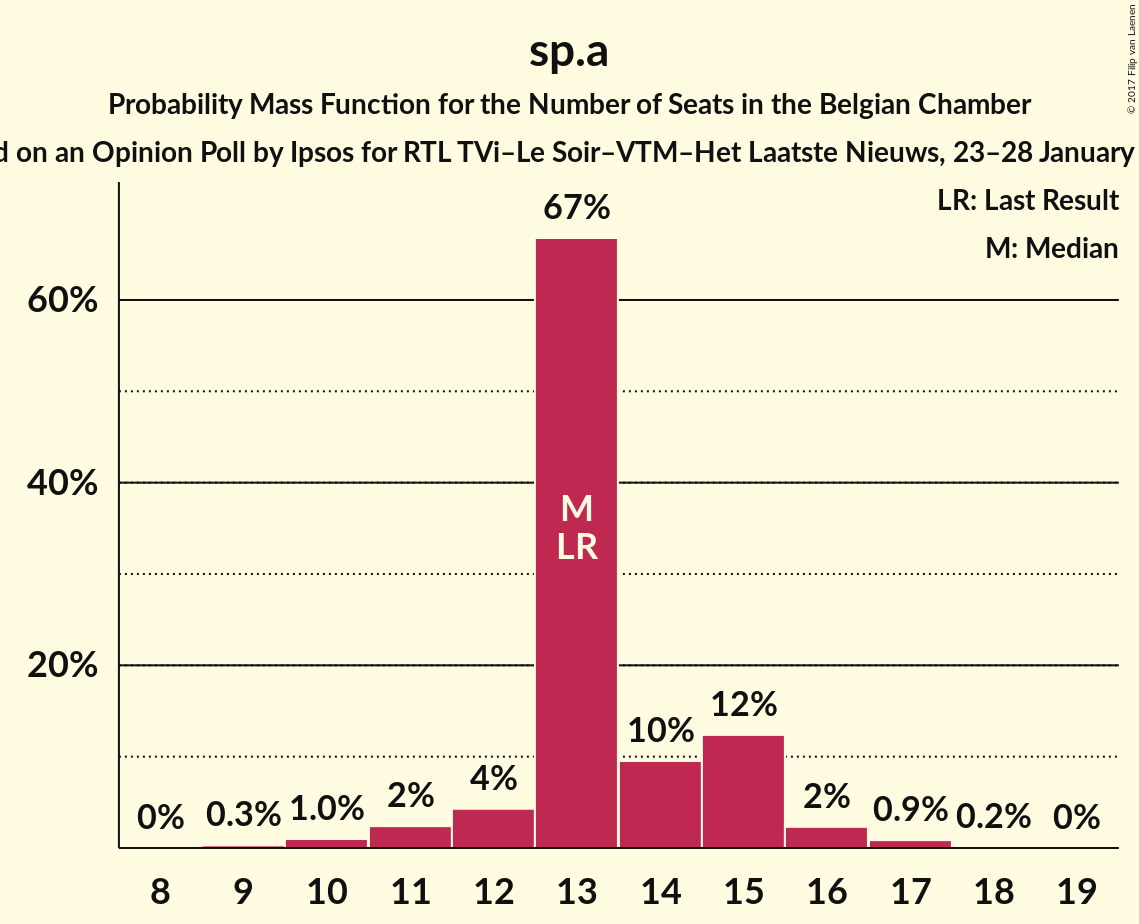 sp.a
Probability Mass Function for the Number of Seats in the Belgian Chamber
on an Opinion Poll by Ipsos for RTL TVi–Le Soir–VTM–Het Laatste Nieuws, 23–28 January
© 2017 Filip van Laenen
LR: Last Result
M: Median
67%
60%
M
40%
LR
20%
12%
10%
4%
2%
2%
0%
0.3%
1.0%
0.9%
0.2%
0%
8 9 10 11 12 13 14 15 16 17 18 19